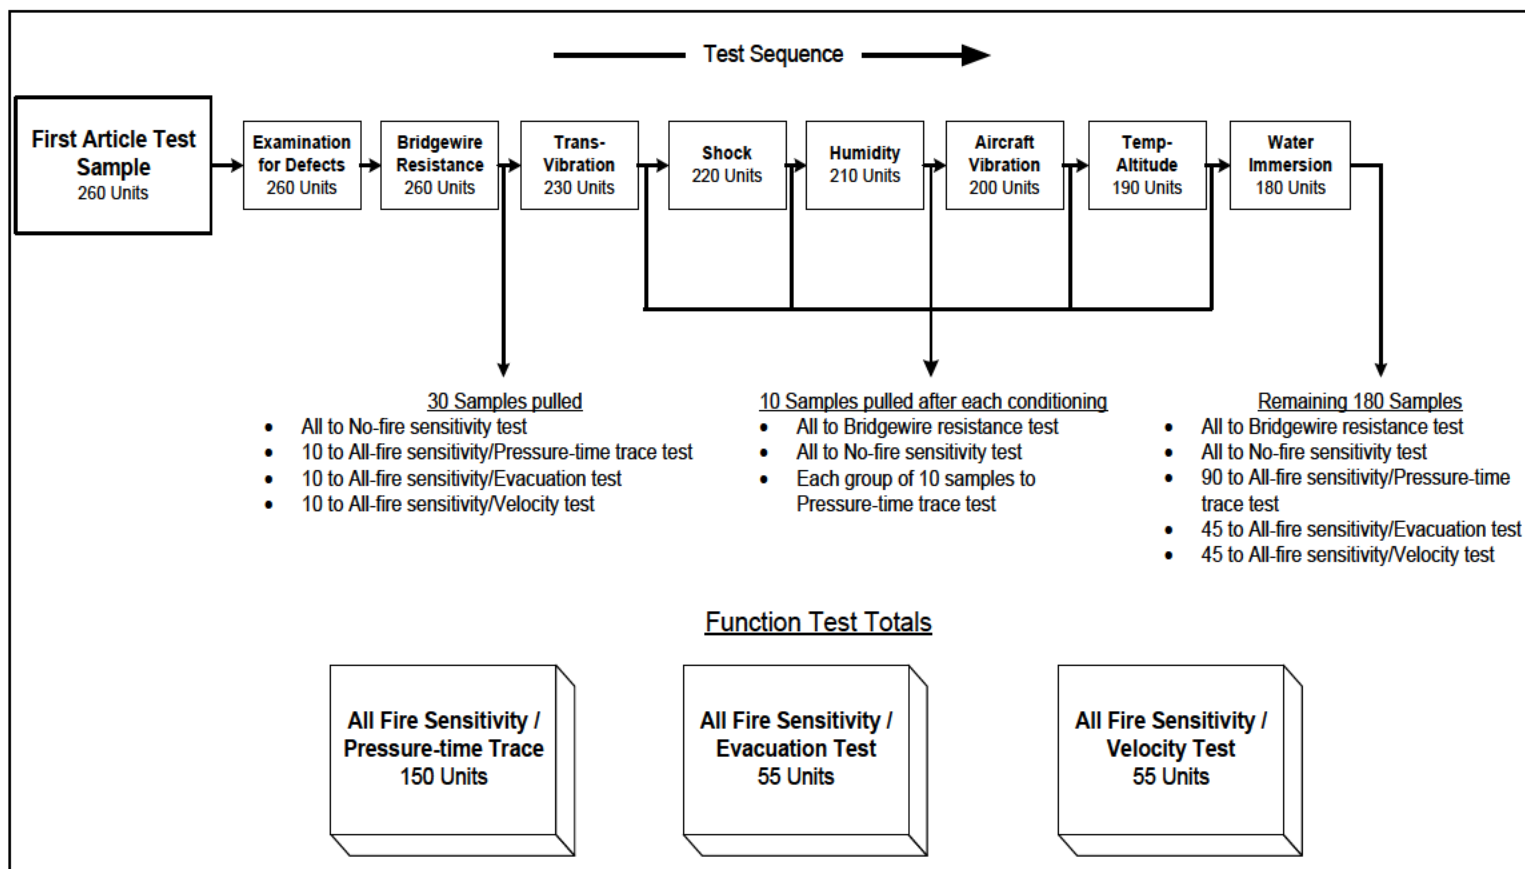 Test Sequence
First Article Test
Sample
260 Units
Examination
for Defects
260 Units
Bridgewire
Resistance
260 Units
Trans-
Vibration
230 Units
Shock
220 Units
Humidity
210 Units
Aircraft
Vibration
200 Units
Temp-
Altitude
190 Units
Water
Immersion
180 Units
30 Samples pulled
• All to No-fire sensitivity test
• 10 to All-fire sensitivity/Pressure-time trace test
• 10 to All-fire sensitivity/Evacuation test
• 10 to All-fire sensitivity/Velocity test
10 Samples pulled after each conditioning
• All to Bridgewire resistance test
• All to No-fire sensitivity test
• Each group of 10 samples to
Pressure-time trace test
Remaining 180 Samples
• All to Bridgewire resistance test
• All to No-fire sensitivity test
• 90 to All-fire sensitivity/Pressure-time
trace test
• 45 to All-fire sensitivity/Evacuation test
• 45 to All-fire sensitivity/Velocity test
Function Test Totals
All Fire Sensitivity /
Pressure-time Trace
150 Units
All Fire Sensitivity /
Evacuation Test
55 Units
All Fire Sensitivity /
Velocity Test
55 Units